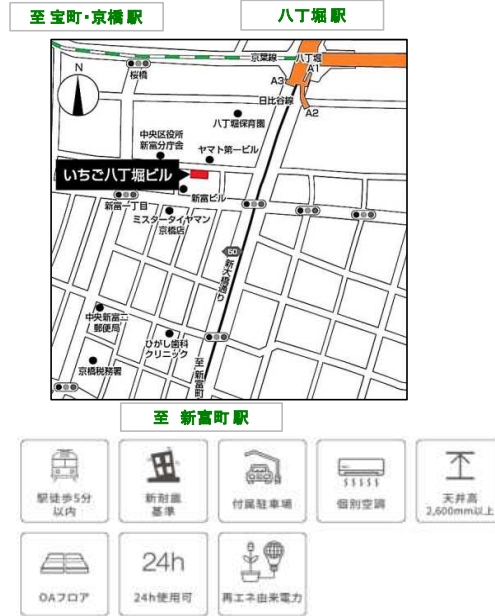 至 宝町・京橋駅
八丁堀駅
京葉線
八丁堀
A1
N
桜橋
A3
日比谷線
A2
八丁堀保育園
中央区役所
新富分庁舎
ヤマト第一ビル
いちご八丁堀ビル
新富ビル
新富一丁目
ミスタータイヤマン
京橋店
50
新大橋通り
中央新富二
郵便局
ひがし歯科
クリニック
京橋税務署
至 新富町
至 新富町駅
駅徒歩5分
以内
新耐震
基準
付属駐車場
個別空調
天井高
2,600mm以上
OAフロア
24h
24h使用可
再エネ由来電力